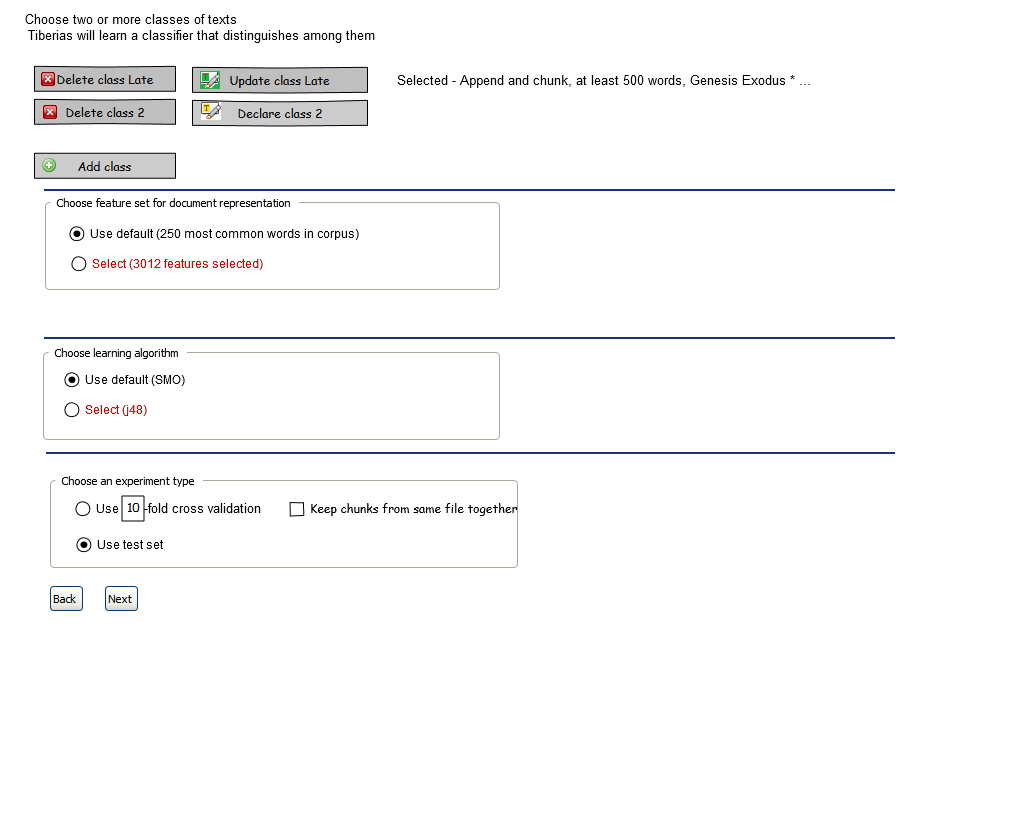 Choose two or more classes of texts
Tiberias will learn a classifier that distinguishes among them
Delete class Late
Update class Late
Selected - Append and chunk, at least 500 words, Genesis Exodus * ...
Delete class 2
T
Declare class 2
Add class
Choose feature set for document representation
Use default (250 most common words in corpus)
Select (3012 features selected)
Choose learning algorithm
Use default (SMO)
Select (j48)
Choose an experiment type
Use 10 -fold cross validation
Keep chunks from same file together
Use test set
Back
Next